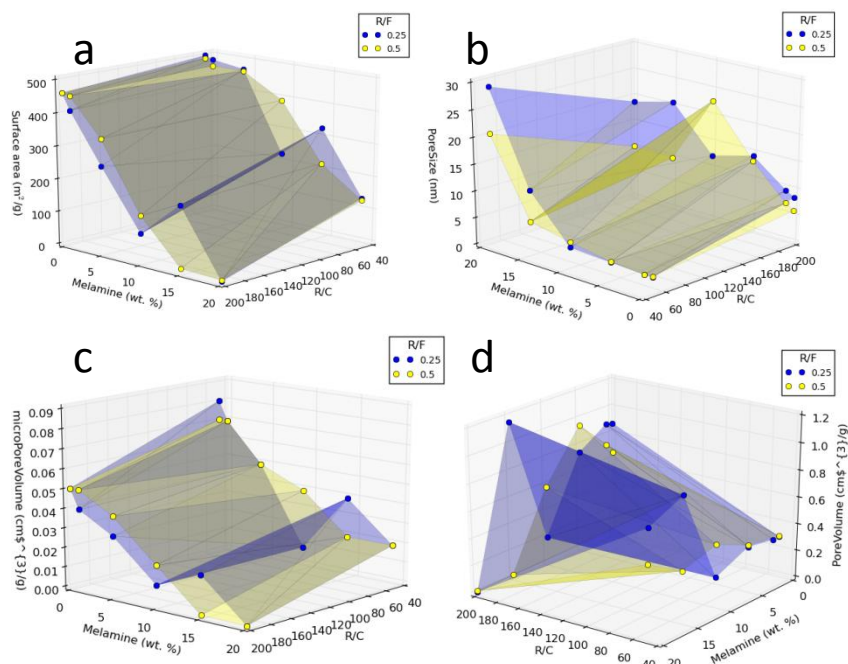 a
R/F
0.25
0.5
500
400
300
200
100
0
Surface area (m²/g)
0
5
10
15
20
Melamine (wt. %)
200 180 160 140 120 100 80 60 40
R/C
b
R/F
0.25
0.5
30
25
20
15
10
5
0
PoreSize (nm)
20
15
10
5
0
Melamine (wt. %)
40 60 80 100 120 140 160 180 200
R/C
c
R/F
0.25
0.5
0.09
0.08
0.07
0.06
0.05
0.04
0.03
0.02
0.01
0.00
microPoreVolume (cm$^{3}/g)
0
5
10
15
20
Melamine (wt. %)
200 180 160 140 120 100 80 60 40
R/C
d
R/F
0.25
0.5
1.2
1.0
0.8
0.6
0.4
0.2
0.0
PoreVolume (cm$^{3}/g)
200 180 160 140 120 100 80 60 40
R/C
20
15
10
5
0
Melamine (wt. %)